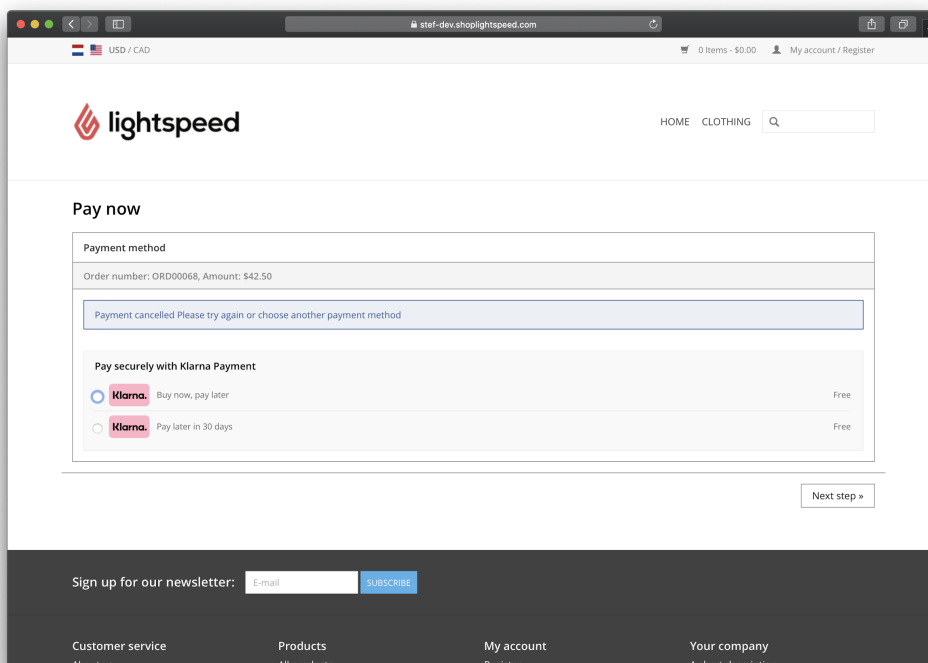 stef-dev.shoplightspeed.com
USD / CAD
0 Items - $0.00 My account / Register
lightspeed
HOME CLOTHING
Pay now
Payment method
Order number: ORD00068, Amount: $42.50
Payment cancelled Please try again or choose another payment method
Pay securely with Klarna Payment
Klarna. Buy now, pay later Free
Klarna. Pay later in 30 days Free
Next step »
Sign up for our newsletter: E-mail SUBSCRIBE
Customer service Products My account Your company